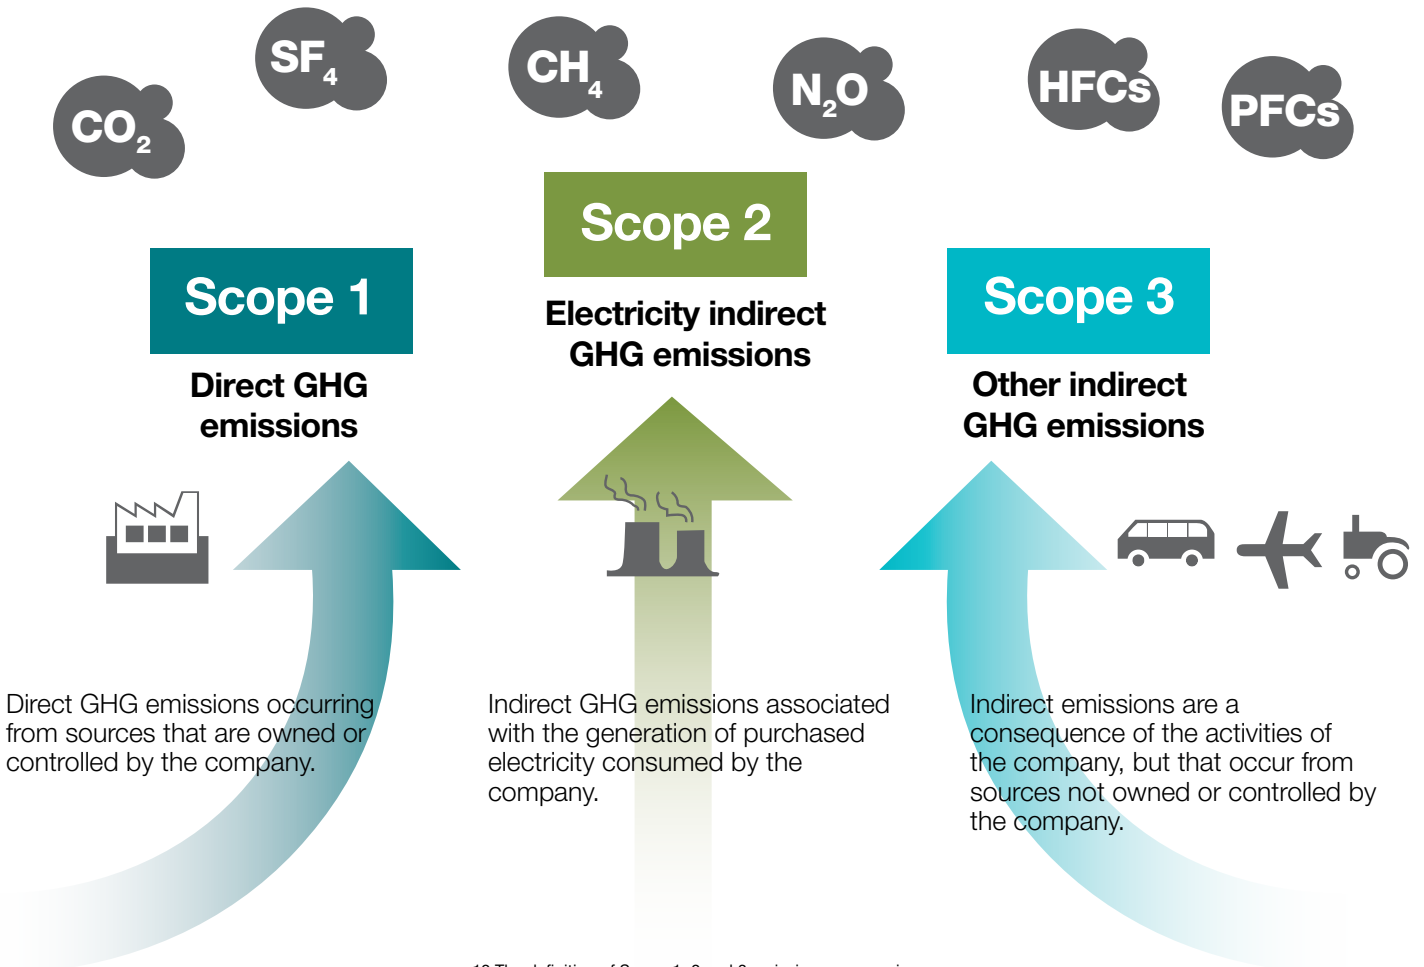 CO₂
SF₄
CH₄
N₂O
HFCs
PFCs
Scope 1
Direct GHG
emissions
Scope 2
Electricity indirect
GHG emissions
Scope 3
Other indirect
GHG emissions
Direct GHG emissions occurring
from sources that are owned or
controlled by the company.
Indirect GHG emissions associated
with the generation of purchased
electricity consumed by the
company.
Indirect emissions are a
consequence of the activities of
the company, but that occur from
sources not owned or controlled by
the company.